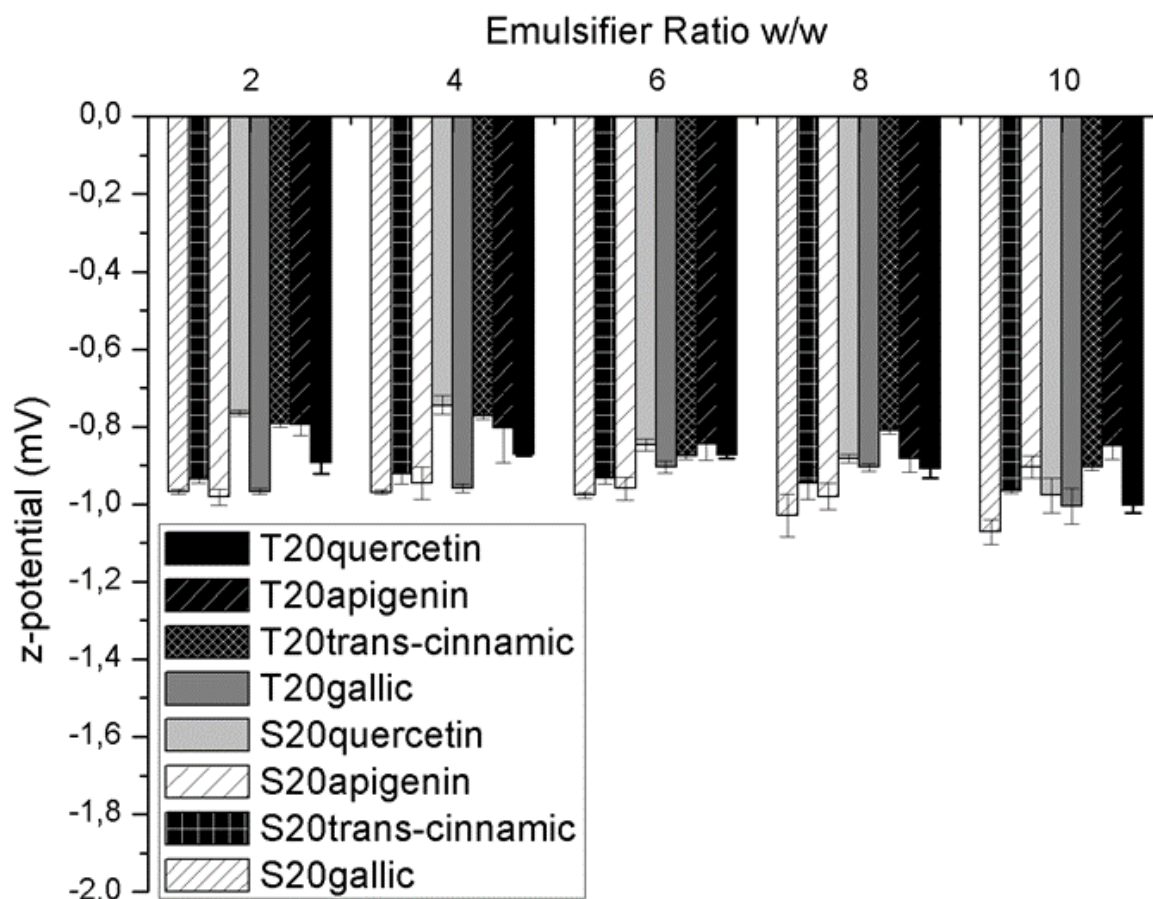 Emulsifier Ratio w/w
2 4 6 8 10
0,0
-0,2
-0,4
-0,6
-0,8
-1,0
-1,2
-1,4
-1,6
-1,8
-2,0
z-potential (mV)
T20quercetin
T20apigenin
T20trans-cinnamic
T20gallic
S20quercetin
S20apigenin
S20trans-cinnamic
S20gallic